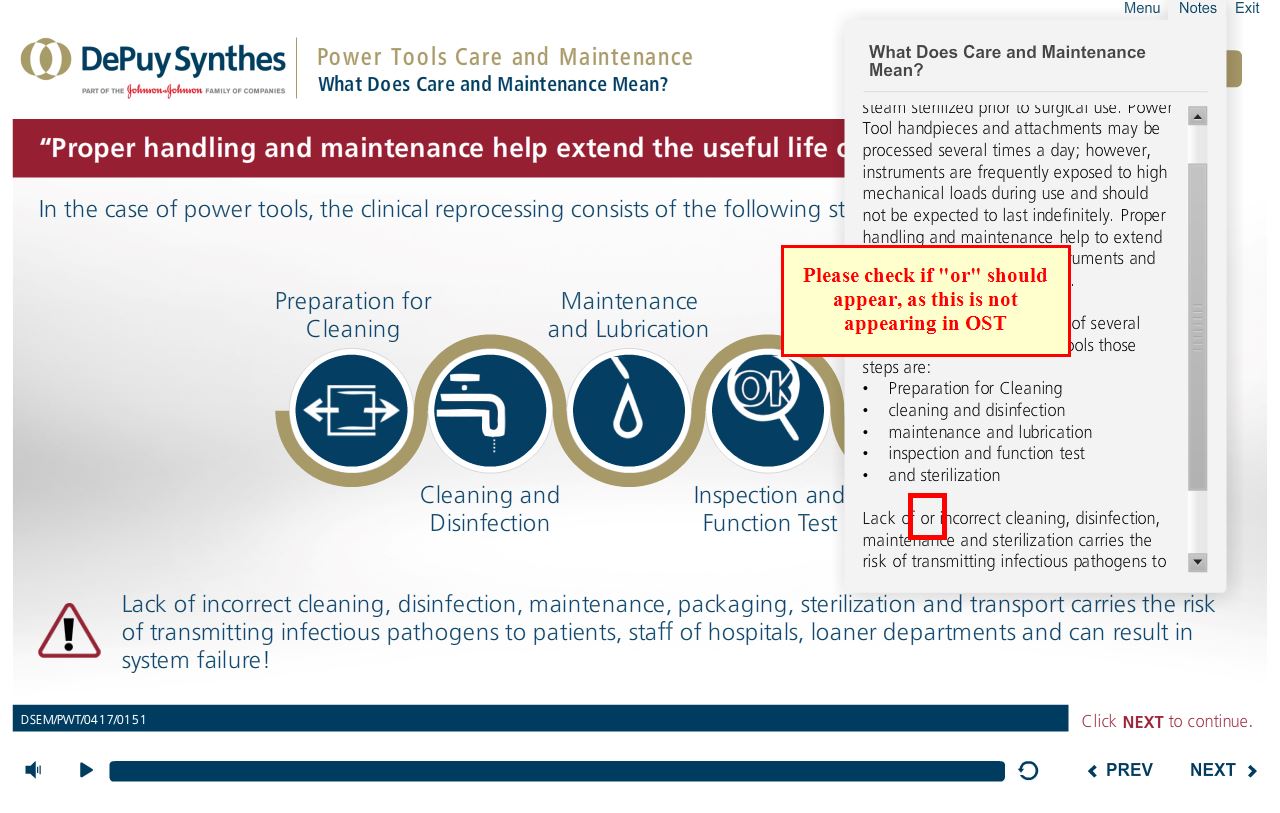 Menu Notes Exit
DePuy Synthes
PART OF THE Johnson & Johnson FAMILY OF COMPANIES
Power Tools Care and Maintenance
What Does Care and Maintenance Mean?
“Proper handling and maintenance help extend the useful life
In the case of power tools, the clinical reprocessing consists of the following
Preparation for
Cleaning
Maintenance
and Lubrication
OK
Cleaning and
Disinfection
Inspection and
Function Test
What Does Care and Maintenance
Mean?
steam sterilized prior to surgical use. Power
Tool handpieces and attachments may be
processed several times a day; however,
instruments are frequently exposed to high
mechanical loads during use and should
not be expected to last indefinitely. Proper
handling and maintenance help to extend
and
Please check if "or" should
appear, as this is not
appearing in OST
of several
those
steps are:
• Preparation for Cleaning
• cleaning and disinfection
• maintenance and lubrication
• inspection and function test
• and sterilization
Lack of or incorrect cleaning, disinfection,
maintenance and sterilization carries the
risk of transmitting infectious pathogens to
Lack of incorrect cleaning, disinfection, maintenance, packaging, sterilization and transport carries the risk
of transmitting infectious pathogens to patients, staff of hospitals, loaner departments and can result in
system failure!
DSEM/PWT/0417/0151
Click NEXT to continue.
PREV NEXT